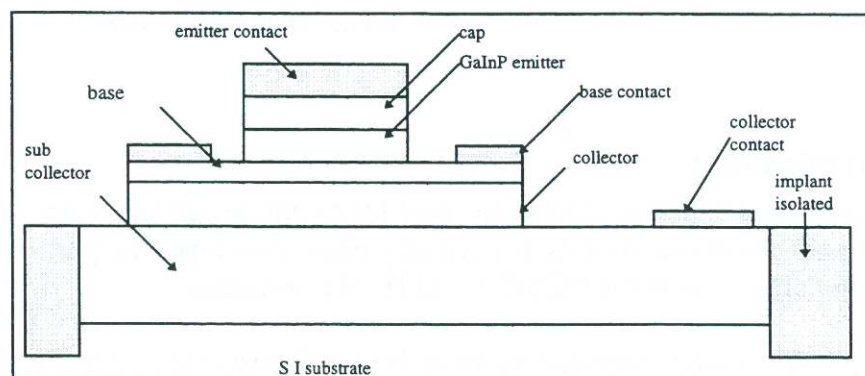 emitter contact
cap
GaInP emitter
base
base contact
collector
contact
sub
collector
collector
implant
isolated
S I substrate